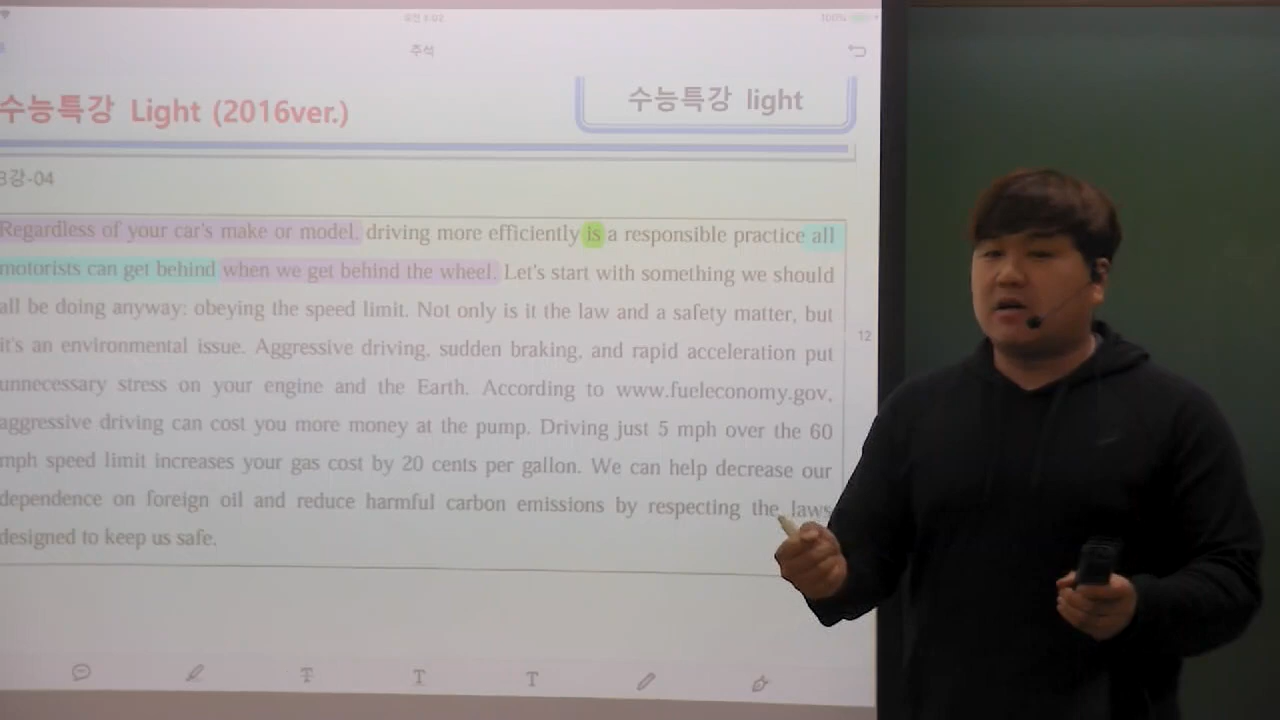 100%
주석
수능특강 Light (2016ver.)
수능특강 light
강-04
Regardless of your car's make or model, driving more efficiently is a responsible practice all
motorists can get behind when we get behind the wheel. Let's start with something we should
all be doing anyway: obeying the speed limit. Not only is it the law and a safety matter, but
it's an environmental issue. Aggressive driving, sudden braking, and rapid acceleration put
unnecessary stress on your engine and the Earth. According to www.fueleconomy.gov,
aggressive driving can cost you more money at the pump. Driving just 5 mph over the 60
mph speed limit increases your gas cost by 20 cents per gallon. We can help decrease our
dependence on foreign oil and reduce harmful carbon emissions by respecting the laws
designed to keep us safe.
12
T
T
T